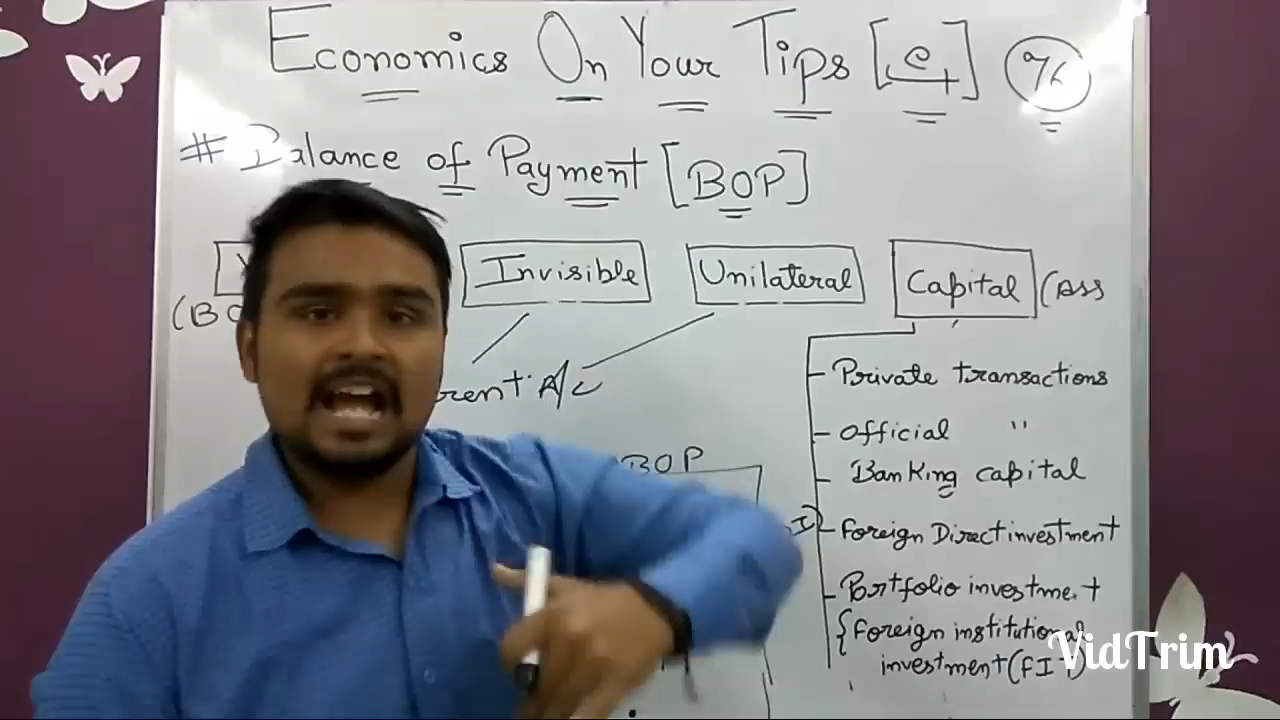 Economics On Your Tips [e+]
# Balance of Payment [BOP]
Invisible Unilateral Capital (Ass
(BO
rent A/c
BOP
Private transactions
Official "
Banking capital
Foreign Direct investment
Portfolio investment
{Foreign institutional
investment (FII)
VidTrim